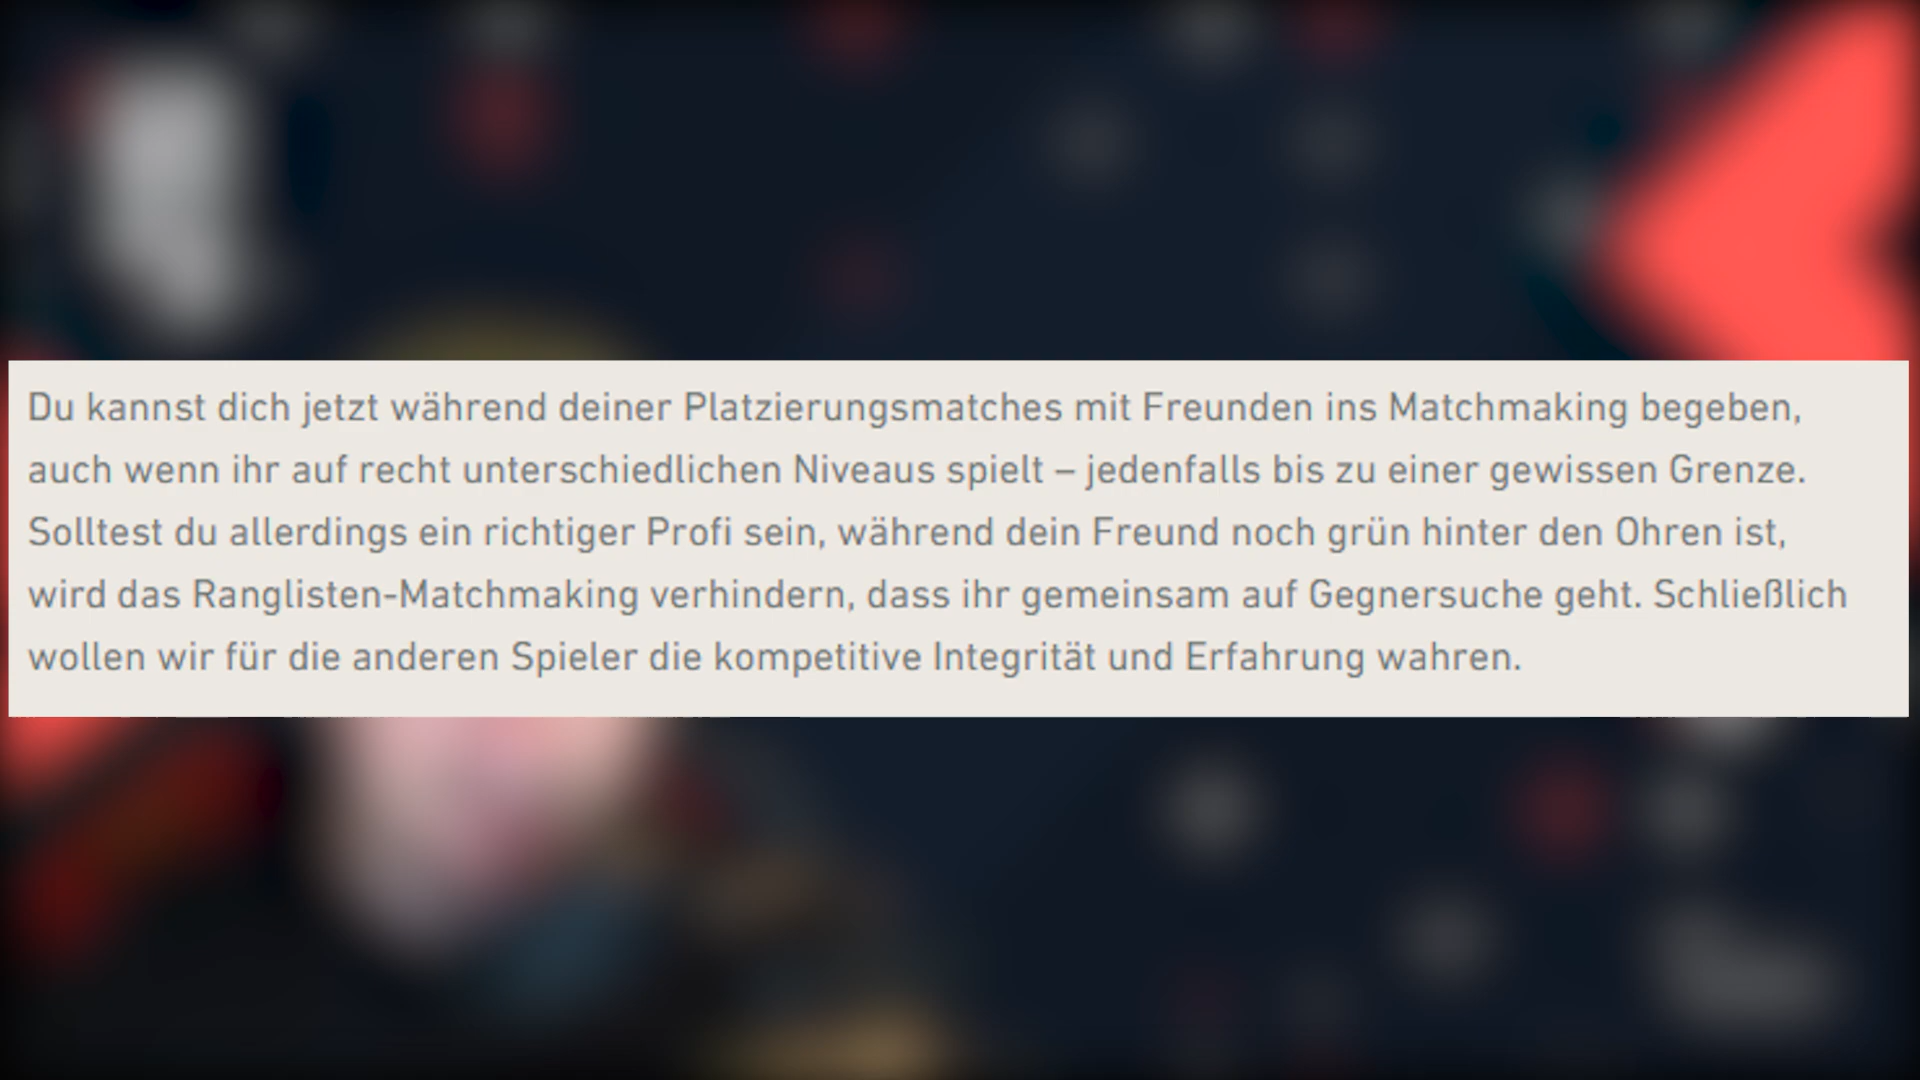 Du kannst dich jetzt während deiner Platzierungsmatches mit Freunden ins Matchmaking begeben,
auch wenn ihr auf recht unterschiedlichen Niveaus spielt – jedenfalls bis zu einer gewissen Grenze.
Solltest du allerdings ein richtiger Profi sein, während dein Freund noch grün hinter den Ohren ist,
wird das Ranglisten-Matchmaking verhindern, dass ihr gemeinsam auf Gegnersuche geht. Schließlich
wollen wir für die anderen Spieler die kompetitive Integrität und Erfahrung wahren.